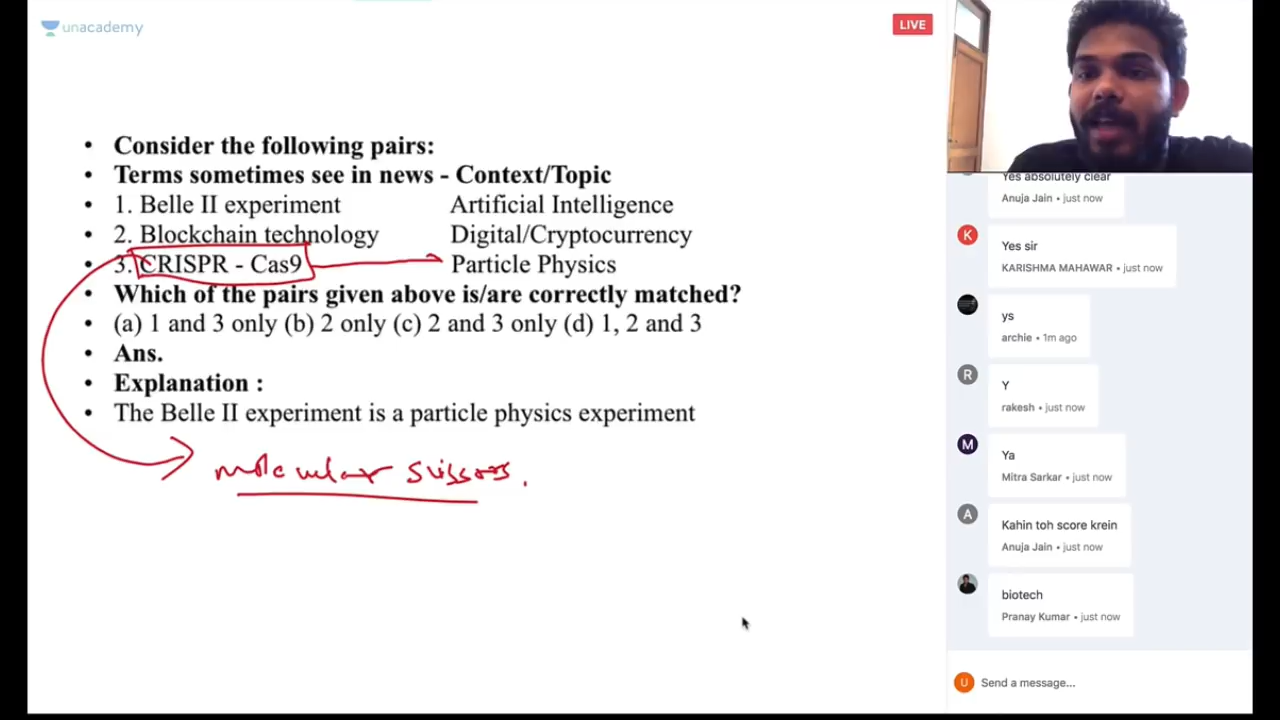 unacademy
LIVE
• Consider the following pairs:
• Terms sometimes see in news - Context/Topic
• 1. Belle II experiment Artificial Intelligence
• 2. Blockchain technology Digital/Cryptocurrency
• 3. CRISPR - Cas9 Particle Physics
• Which of the pairs given above is/are correctly matched?
• (a) 1 and 3 only (b) 2 only (c) 2 and 3 only (d) 1, 2 and 3
• Ans.
• Explanation :
• The Belle II experiment is a particle physics experiment
molecular scissors.
Yes absolutely clear
Anuja Jain • just now
K
Yes sir
KARISHMA MAHAWAR • just now
ys
archie • 1m ago
R
Y
rakesh • just now
M
Ya
Mitra Sarkar • just now
A
Kahin toh score krein
Anuja Jain • just now
biotech
Pranay Kumar • just now
U
Send a message...